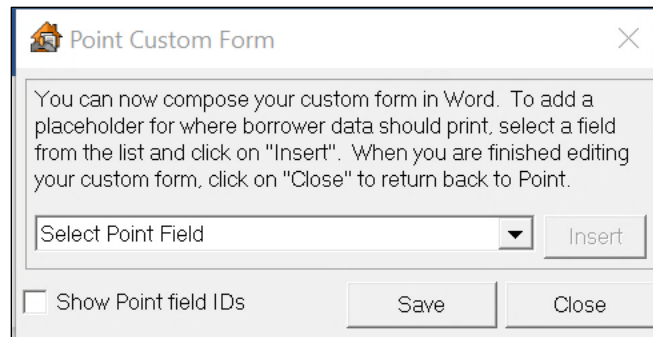 Point Custom Form
You can now compose your custom form in Word. To add a
placeholder for where borrower data should print, select a field
from the list and click on "Insert". When you are finished editing
your custom form, click on "Close" to return back to Point.
Select Point Field
Insert
Show Point field IDs
Save
Close